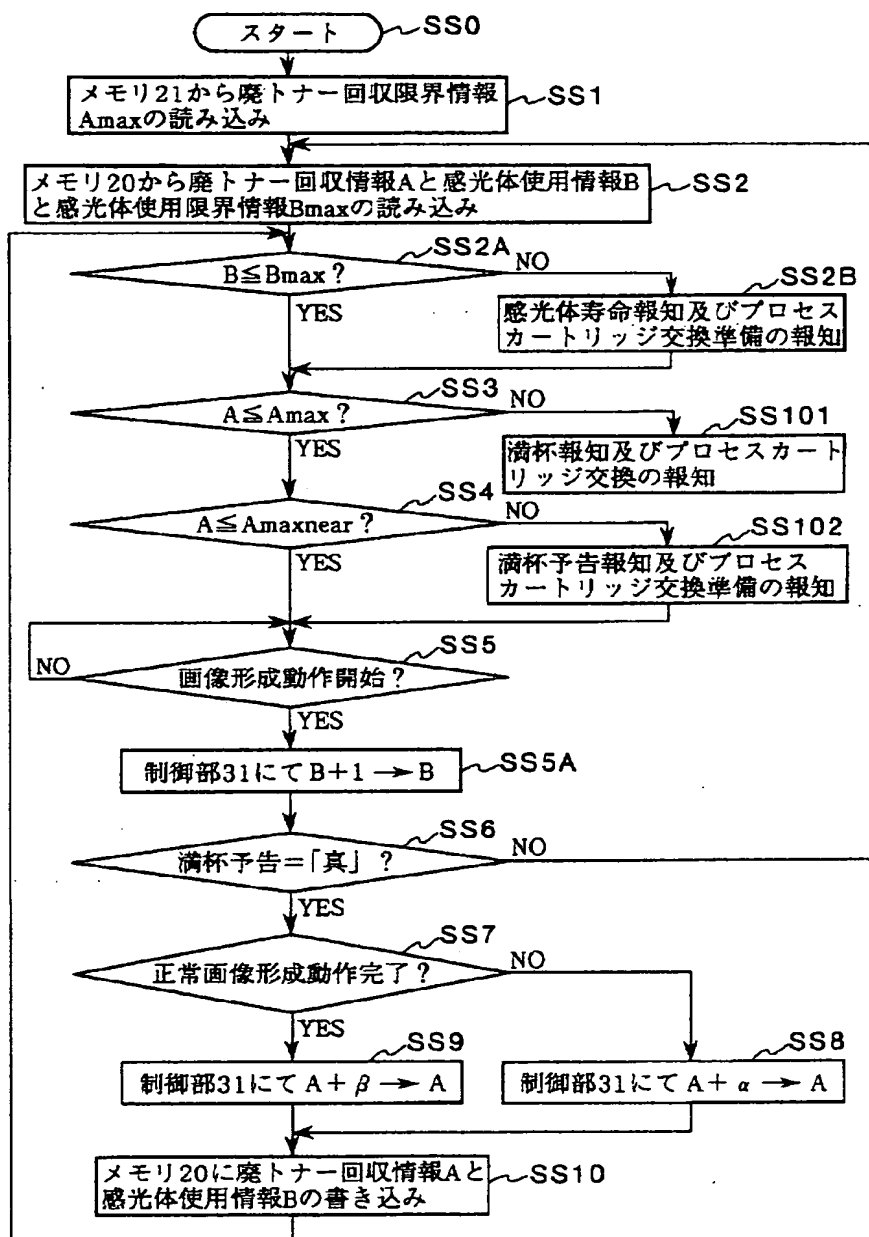 スタート
SS0
メモリ21から廃トナー回収限界情報
Amaxの読み込み
SS1
メモリ20から廃トナー回収情報Aと感光体使用情報B
と感光体使用限界情報Bmaxの読み込み
SS2
SS2A
B≦Bmax?
NO
YES
SS2B
感光体寿命報知及びプロセス
カートリッジ交換準備の報知
SS3
A≦Amax?
NO
YES
SS101
満杯報知及びプロセスカート
リッジ交換の報知
SS4
A≦Amaxnear?
NO
YES
SS102
満杯予告報知及びプロセス
カートリッジ交換準備の報知
SS5
画像形成動作開始?
NO
YES
制御部31にて B+1 → B
SS5A
SS6
満杯予告=「真」?
NO
YES
SS7
正常画像形成動作完了?
NO
YES
SS9
制御部31にて A+ β → A
SS8
制御部31にて A+ α → A
メモリ20に廃トナー回収情報Aと
感光体使用情報Bの書き込み
SS10